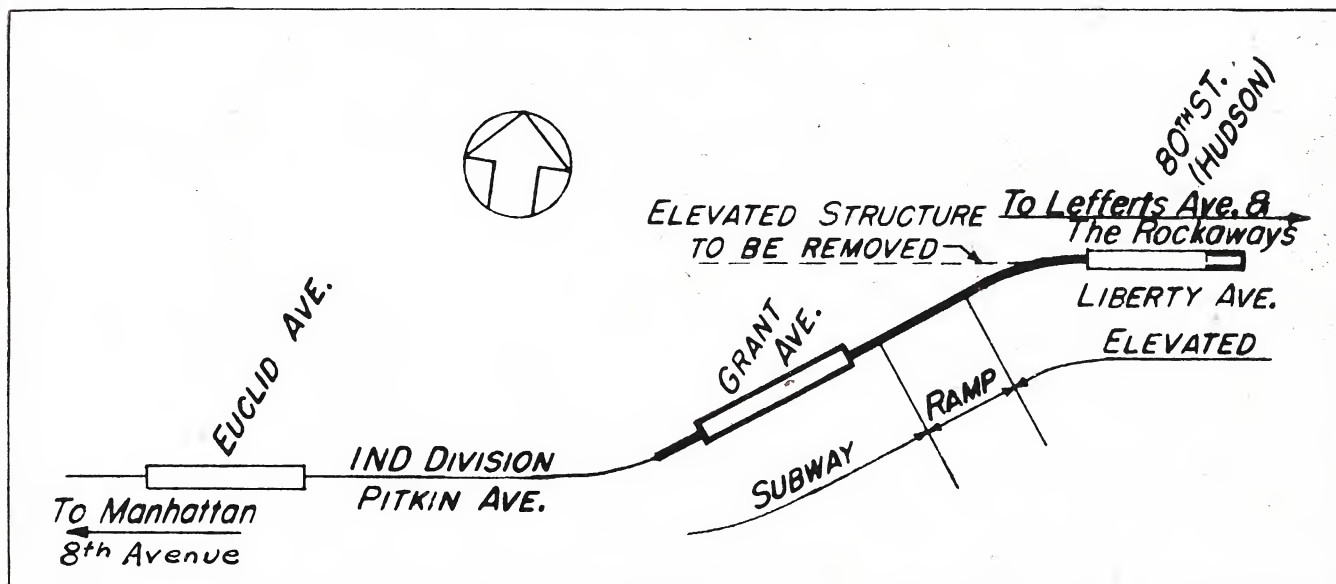 80TH ST.
(HUDSON)
ELEVATED STRUCTURE
TO BE REMOVED
To Lefferts Ave. &
The Rockaways
LIBERTY AVE.
ELEVATED
GRANT
AVE.
RAMP
SUBWAY
EUCLID AVE.
IND DIVISION
PITKIN AVE.
To Manhattan
8th Avenue